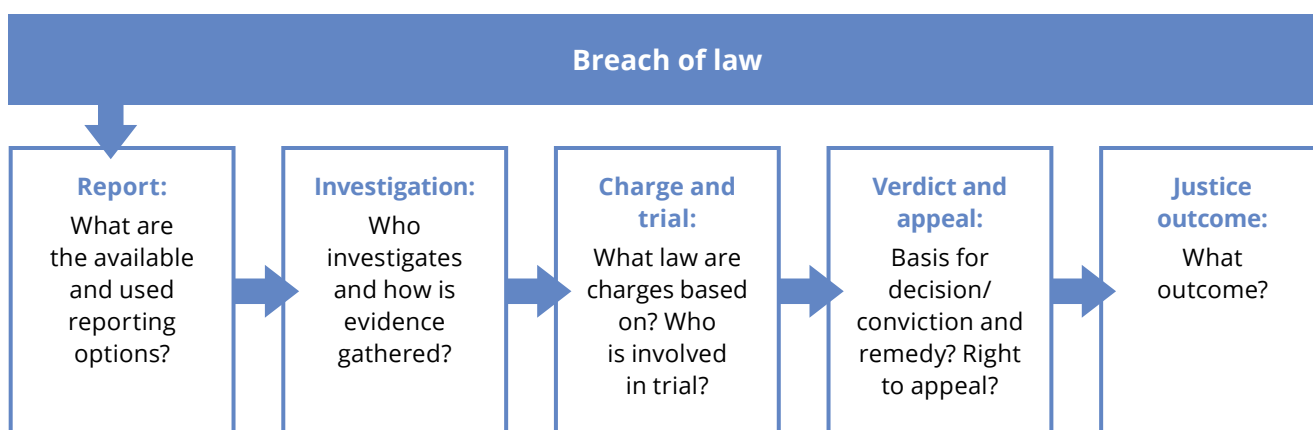 Breach of law
Report:
What are
the available
and used
reporting
options?
Investigation:
Who
investigates
and how is
evidence
gathered?
Charge and
trial:
What law are
charges based
on? Who
is involved
in trial?
Verdict and
appeal:
Basis for
decision/
conviction and
remedy? Right
to appeal?
Justice
outcome:
What
outcome?